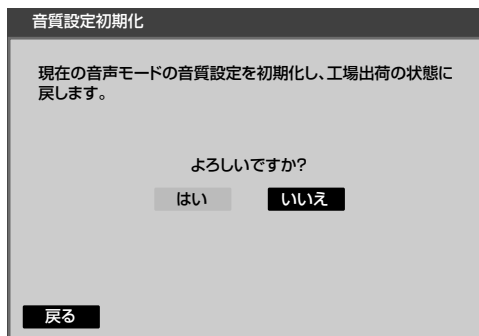 音質設定初期化
現在の音声モードの音質設定を初期化し、工場出荷の状態に
戻します。
よろしいですか?
はい いいえ
戻る